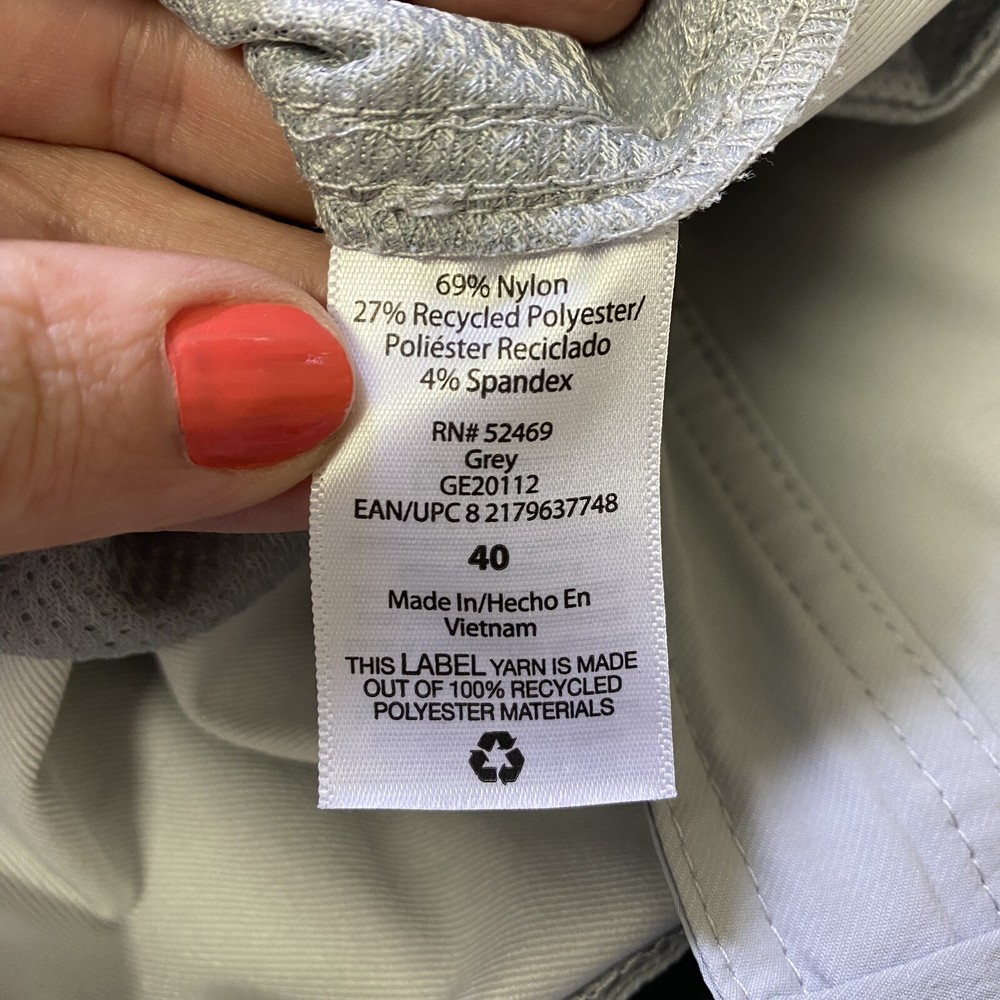 69% Nylon
27% Recycled Polyester/
Poliéster Reciclado
4% Spandex
RN# 52469
Grey
GE20112
EAN/UPC 8 2179637748
40
Made In/Hecho En
Vietnam
THIS LABEL YARN IS MADE
OUT OF 100% RECYCLED
POLYESTER MATERIALS